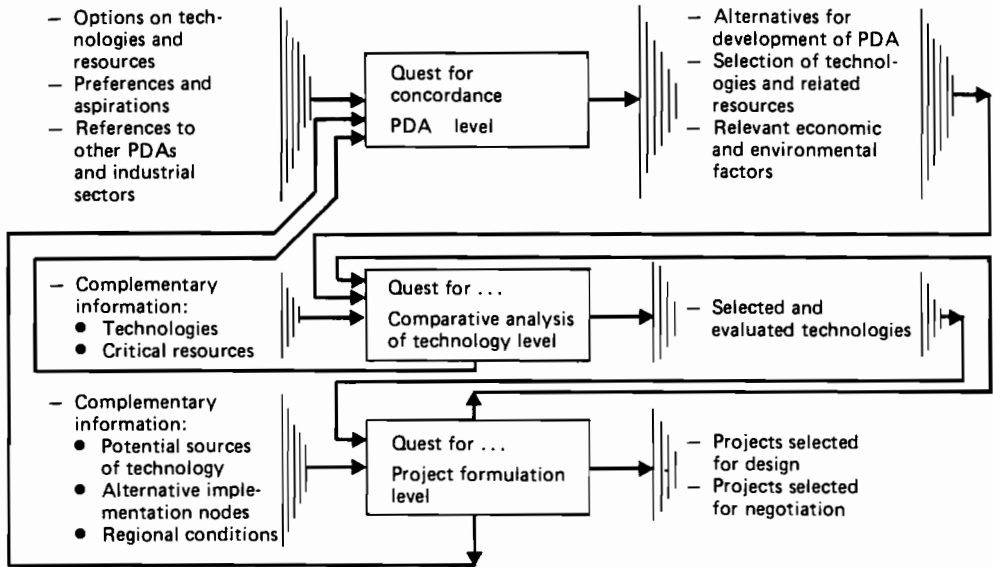 — Options on tech-
nologies and
resources
— Preferences and
aspirations
— References to
other PDAs
and industrial
sectors
Quest for
concordance
PDA level
— Alternatives for
development of PDA
— Selection of technol-
ogies and related
resources
— Relevant economic
and environmental
factors
— Complementary
information:
● Technologies
● Critical resources
Quest for ...
Comparative analysis
of technology level
— Selected and
evaluated technologies
— Complementary
information:
● Potential sources
of technology
● Alternative imple-
mentation nodes
● Regional conditions
Quest for ...
Project formulation
level
— Projects selected
for design
— Projects selected
for negotiation